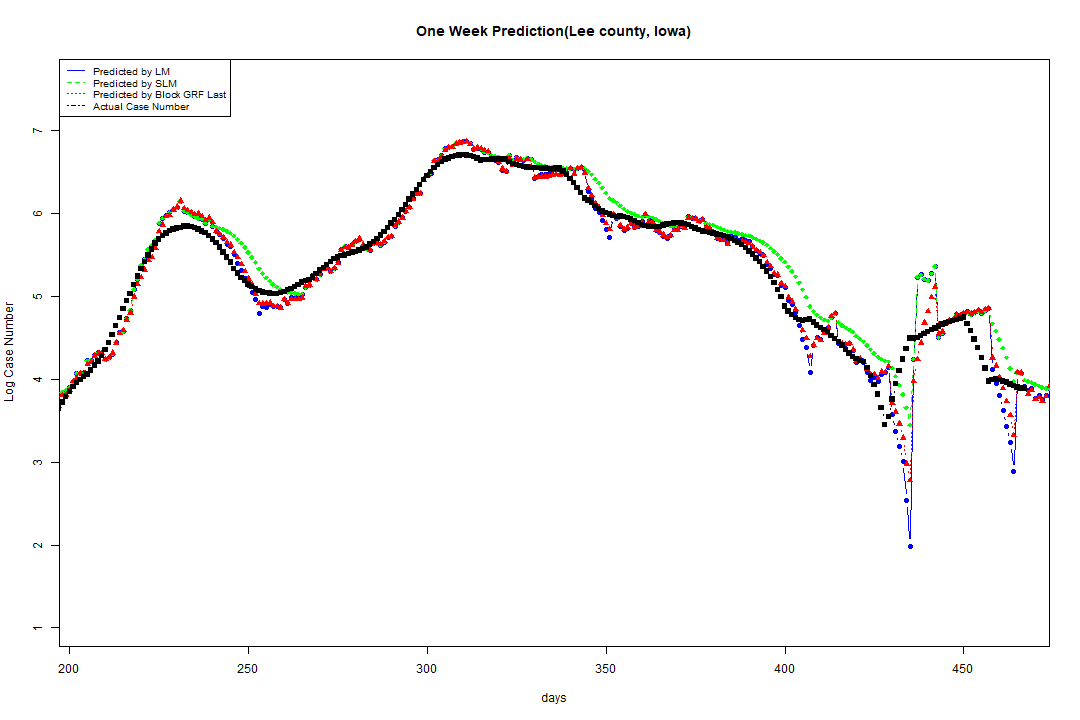 One Week Prediction(Lee county, Iowa)
Predicted by LM
Predicted by SLM
Predicted by Block GRF Last
Actual Case Number
7
6
5
4
3
2
1
Log Case Number
200 250 300 350 400 450
days